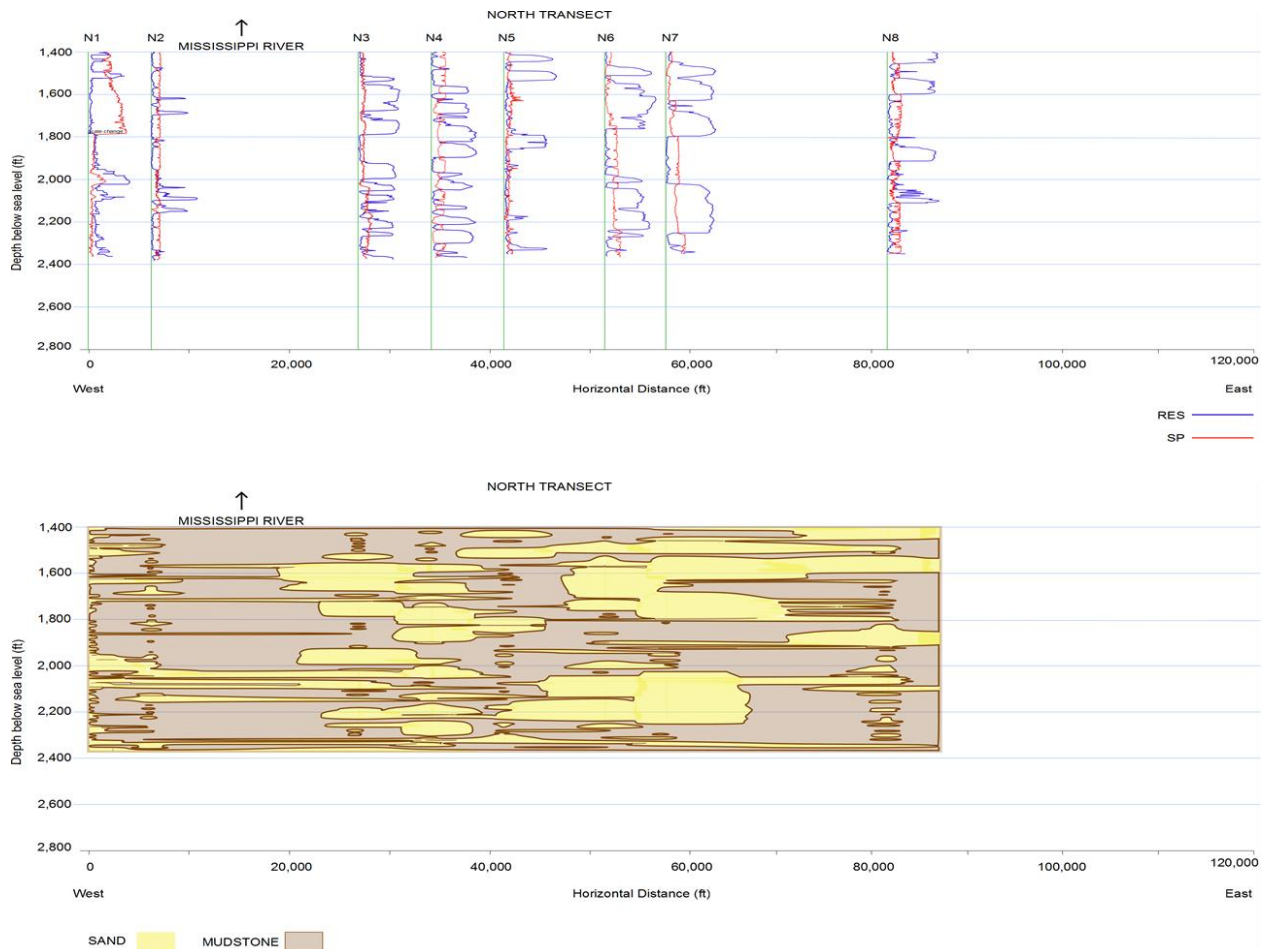 NORTH TRANSECT
↑
MISSISSIPPI RIVER
N1 N2 N3 N4 N5 N6 N7 N8
1,400
1,600
1,800
2,000
2,200
2,400
2,600
2,800
Depth below sea level (ft)
0 20,000 40,000 60,000 80,000 100,000 120,000
West Horizontal Distance (ft) East
RES
SP
NORTH TRANSECT
↑
MISSISSIPPI RIVER
1,400
1,600
1,800
2,000
2,200
2,400
2,600
2,800
Depth below sea level (ft)
0 20,000 40,000 60,000 80,000 100,000 120,000
West Horizontal Distance (ft) East
SAND MUDSTONE